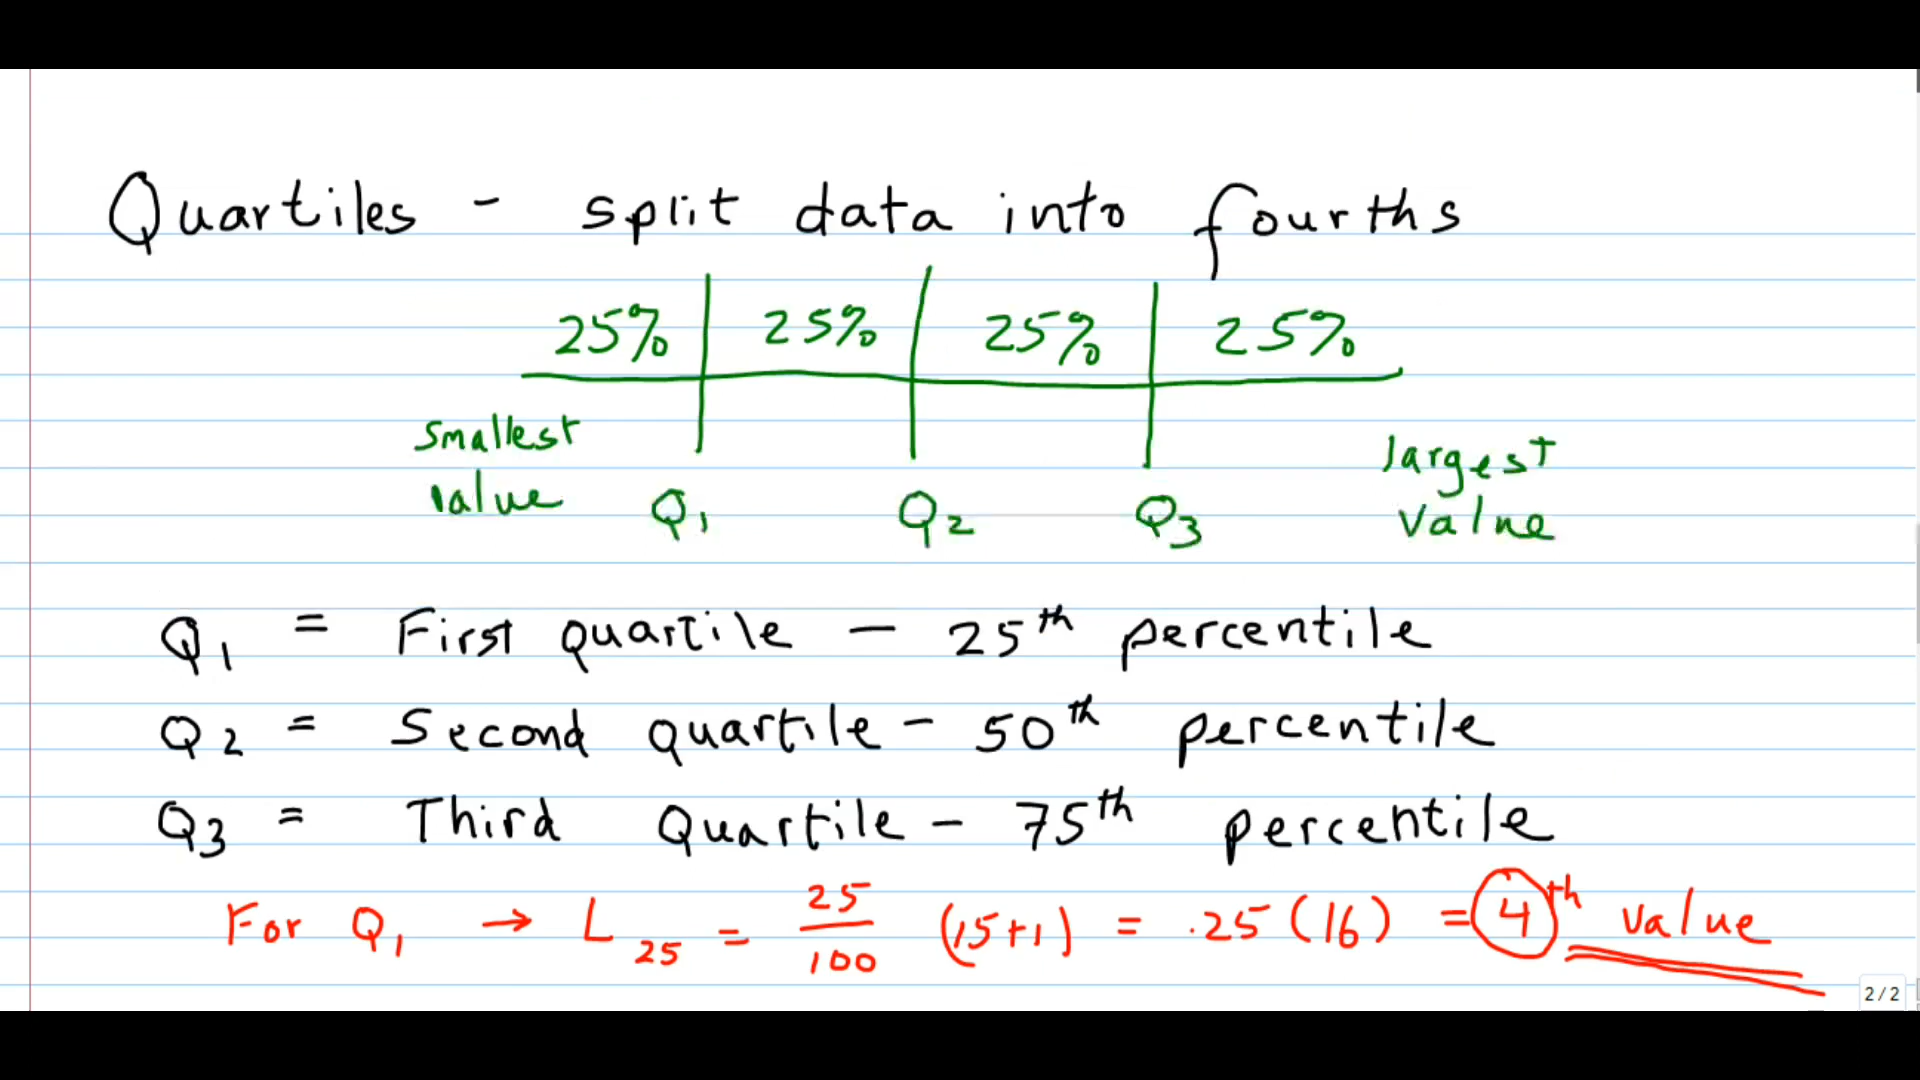 Quartiles - split data into fourths
25% 25% 25% 25%
smallest value Q1 Q2 Q3 largest value
Q1 = First quartile - 25th percentile
Q2 = Second quartile - 50th percentile
Q3 = Third Quartile - 75th percentile
For Q1 → L25 = 25/100 (15+1) = .25 (16) = 4th value
2/2